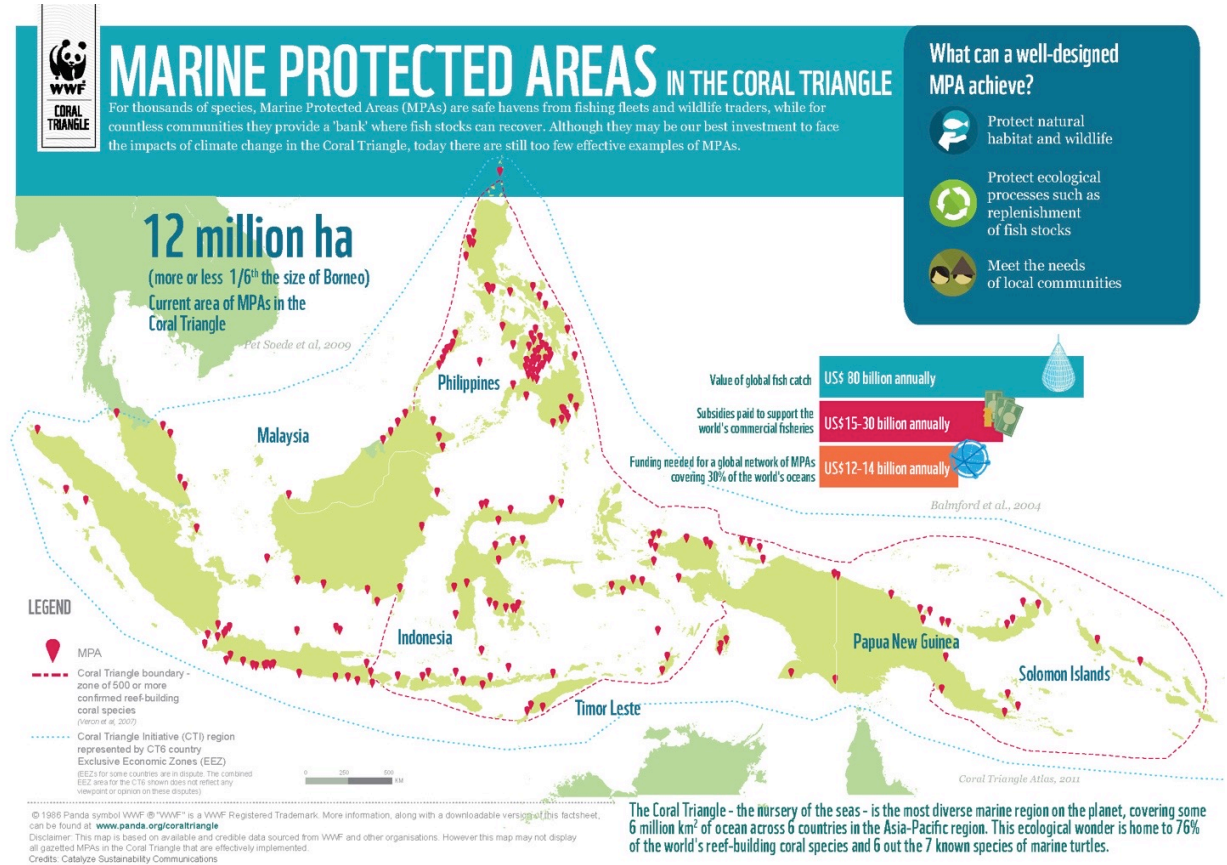 WWF
CORAL
TRIANGLE
MARINE PROTECTED AREAS IN THE CORAL TRIANGLE
For thousands of species, Marine Protected Areas (MPAs) are safe havens from fishing fleets and wildlife traders, while for
countless communities they provide a 'bank' where fish stocks can recover. Although they may be our best investment to face
the impacts of climate change in the Coral Triangle, today there are still too few effective examples of MPAs.
What can a well-designed
MPA achieve?
Protect natural
habitat and wildlife
Protect ecological
processes such as
replenishment
of fish stocks
Meet the needs
of local communities
12 million ha
(more or less 1/6th the size of Borneo)
Current area of MPAs in the
Coral Triangle
Pet Soede et al, 2009
Philippines
Malaysia
Value of global fish catch
US$ 80 billion annually
Subsidies paid to support the
world's commercial fisheries
US$15-30 billion annually
Funding needed for a global network of MPAs
covering 30% of the world's oceans
US$12-14 billion annually
Balmford et al., 2004
Indonesia
Papua New Guinea
Solomon Islands
Timor Leste
LEGEND
MPA
Coral Triangle boundary -
zone of 500 or more
confirmed reef-building
coral species
(Veron et al, 2007)
Coral Triangle Initiative (CTI) region
represented by CT6 country
Exclusive Economic Zones (EEZ)
(EEZs for some countries are in dispute. The combined
EEZ area for the CT6 shown does not reflect any
viewpoint or opinion on these disputes)
0 250 500
KM
Coral Triangle Atlas, 2011
© 1986 Panda symbol WWF ® "WWF" is a WWF Registered Trademark. More information, along with a downloadable version of this factsheet,
can be found at www.panda.org/coraltriangle
Disclaimer: This map is based on available and credible data sourced from WWF and other organisations. However this map may not display
all gazetted MPAs in the Coral Triangle that are effectively implemented.
Credits: Catalyze Sustainability Communications
The Coral Triangle - the nursery of the seas - is the most diverse marine region on the planet, covering some
6 million km² of ocean across 6 countries in the Asia-Pacific region. This ecological wonder is home to 76%
of the world's reef-building coral species and 6 out the 7 known species of marine turtles.